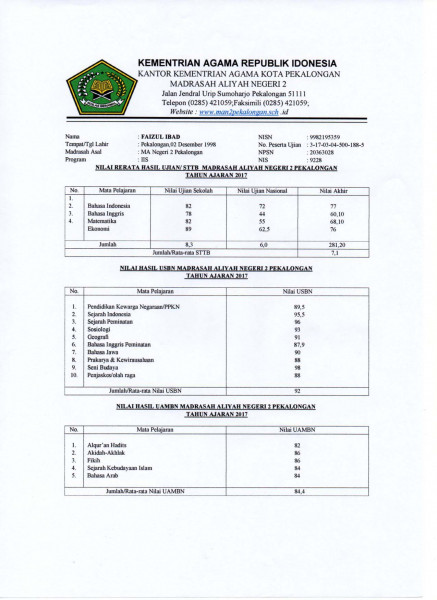 KEMENTRIAN AGAMA REPUBLIK IDONESIA
KANTOR KEMENTRIAN AGAMA KOTA PEKALONGAN
MADRASAH ALIYAH NEGERI 2
Jalan Jendral Urip Sumoharjo Pekalongan 51111
Telepon (0285) 421059;Faksimili (0285) 421059;
Website : www.man2pekalongan.sch .id
Nama : FAIZUL IBAD NISN : 9982195359
Tempat/Tgl Lahir : Pekalongan,02 Desember 1998 No. Peserta Ujian : 3-17-03-04-500-188-5
Madrasah Asal : MA Negeri 2 Pekalongan NPSN : 20363028
Program : IIS NIS : 9228
NILAI RERATA HASIL UJIAN/ STTB MADRASAH ALIYAH NEGERI 2 PEKALONGAN
TAHUN AJARAN 2017
No. Mata Pelajaran Nilai Ujian Sekolah Nilai Ujian Nasional Nilai Akhir
1.
2. Bahasa Indonesia 82 72 77
3. Bahasa Inggris 78 44 60,10
4. Matematika 82 55 68,10
Ekonomi 89 62,5 76
Jumlah 8,3 6,0 281,20
Jumlah/Rata-rata STTB 7,1
NILAI HASIL USBN MADRASAH ALIYAH NEGERI 2 PEKALONGAN
TAHUN AJARAN 2017
No. Mata Pelajaran Nilai USBN
1. Pendidikan Kewarga Negaraan/PPKN 89,5
2. Sejarah Indonesia 95,5
3. Sejarah Peminatan 96
4. Sosiologi 93
5. Geografi 91
6. Bahasa Inggris Peminatan 87,9
7. Bahasa Jawa 90
8. Prakarya & Kewirausahaan 88
9. Seni Budaya 98
10. Penjaskes/olah raga 88
Jumlah/Rata-rata Nilai USBN 92
NILAI HASIL UAMBN MADRASAH ALIYAH NEGERI 2 PEKALONGAN
TAHUN AJARAN 2017
No. Mata Pelajaran Nilai UAMBN
1. Alqur'an Hadits 82
2. Akidah-Akhlak 86
3. Fikih 86
4. Sejarah Kebudayaan Islam 84
5. Bahasa Arab 84
Jumlah/Rata-rata Nilai UAMBN 84,4